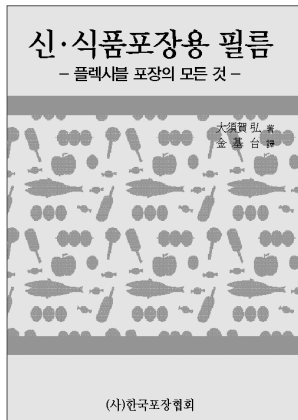 신·식품포장용 필름
- 플렉시블 포장의 모든 것 -
大須賀 弘 著
金基台 譯
(사)한국포장협회